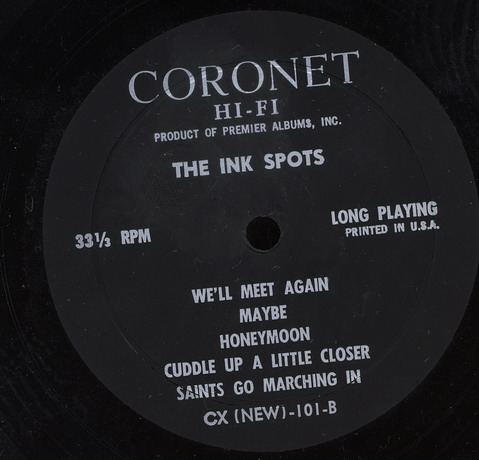 CORONET
HI-FI
PRODUCT OF PREMIER ALBUMS, INC.
THE INK SPOTS
33⅓ RPM
LONG PLAYING
PRINTED IN U.S.A.
WE'LL MEET AGAIN
MAYBE
HONEYMOON
CUDDLE UP A LITTLE CLOSER
SAINTS GO MARCHING IN
CX (NEW)-101-B